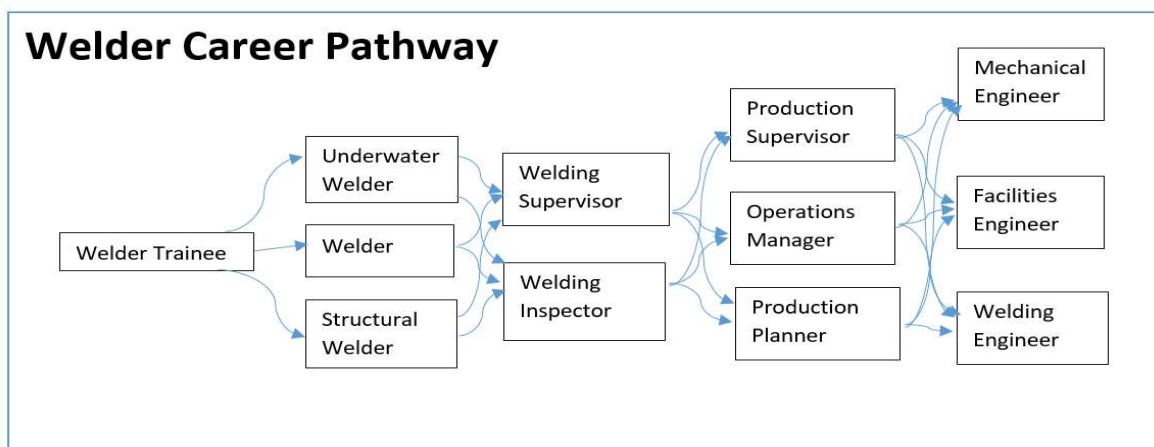 Welder Career Pathway
Welder Trainee
Underwater
Welder
Welder
Structural
Welder
Welding
Supervisor
Welding
Inspector
Production
Supervisor
Operations
Manager
Production
Planner
Mechanical
Engineer
Facilities
Engineer
Welding
Engineer